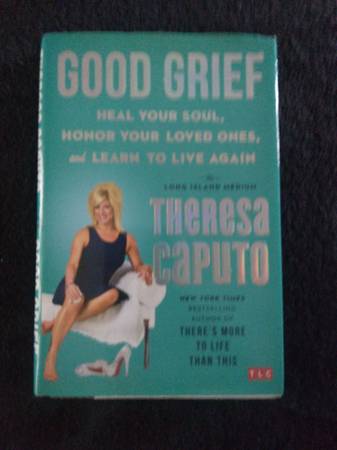 GOOD GRIEF
HEAL YOUR SOUL,
HONOR YOUR LOVED ONES,
and LEARN TO LIVE AGAIN
the
LONG ISLAND MEDIUM
THERESA
CAPUTO
NEW YORK TIMES
BESTSELLING
AUTHOR OF
THERE'S MORE
TO LIFE
THAN THIS
TLC